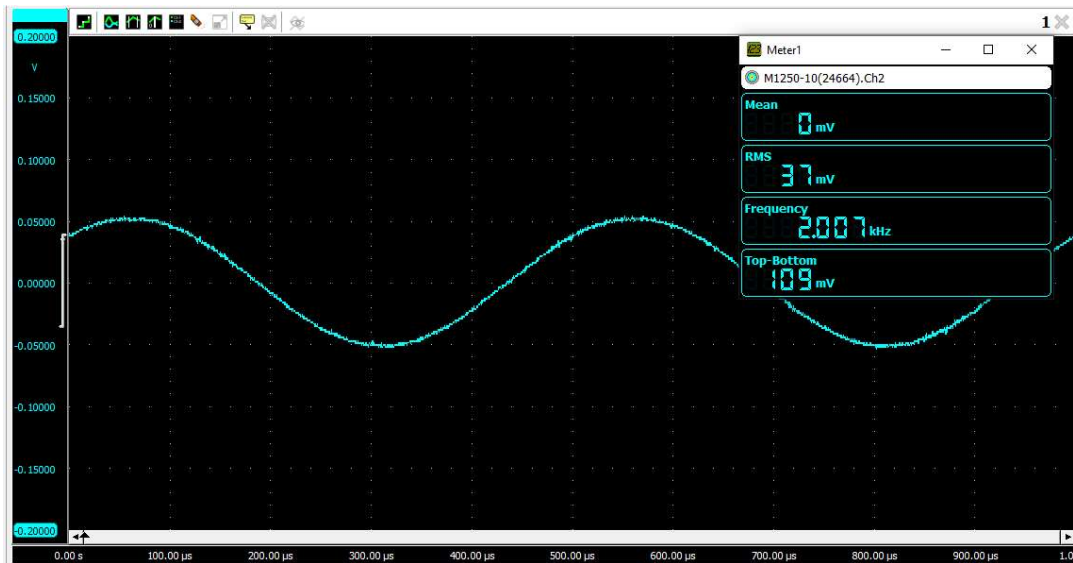 1
0.20000
V
0.15000
0.10000
0.05000
0.00000
-0.05000
-0.10000
-0.15000
-0.20000
Meter1
M1250-10(24664).Ch2
Mean
0 mV
RMS
37 mV
Frequency
2.007 kHz
Top-Bottom
109 mV
0.00 s 100.00 µs 200.00 µs 300.00 µs 400.00 µs 500.00 µs 600.00 µs 700.00 µs 800.00 µs 900.00 µs 1.0